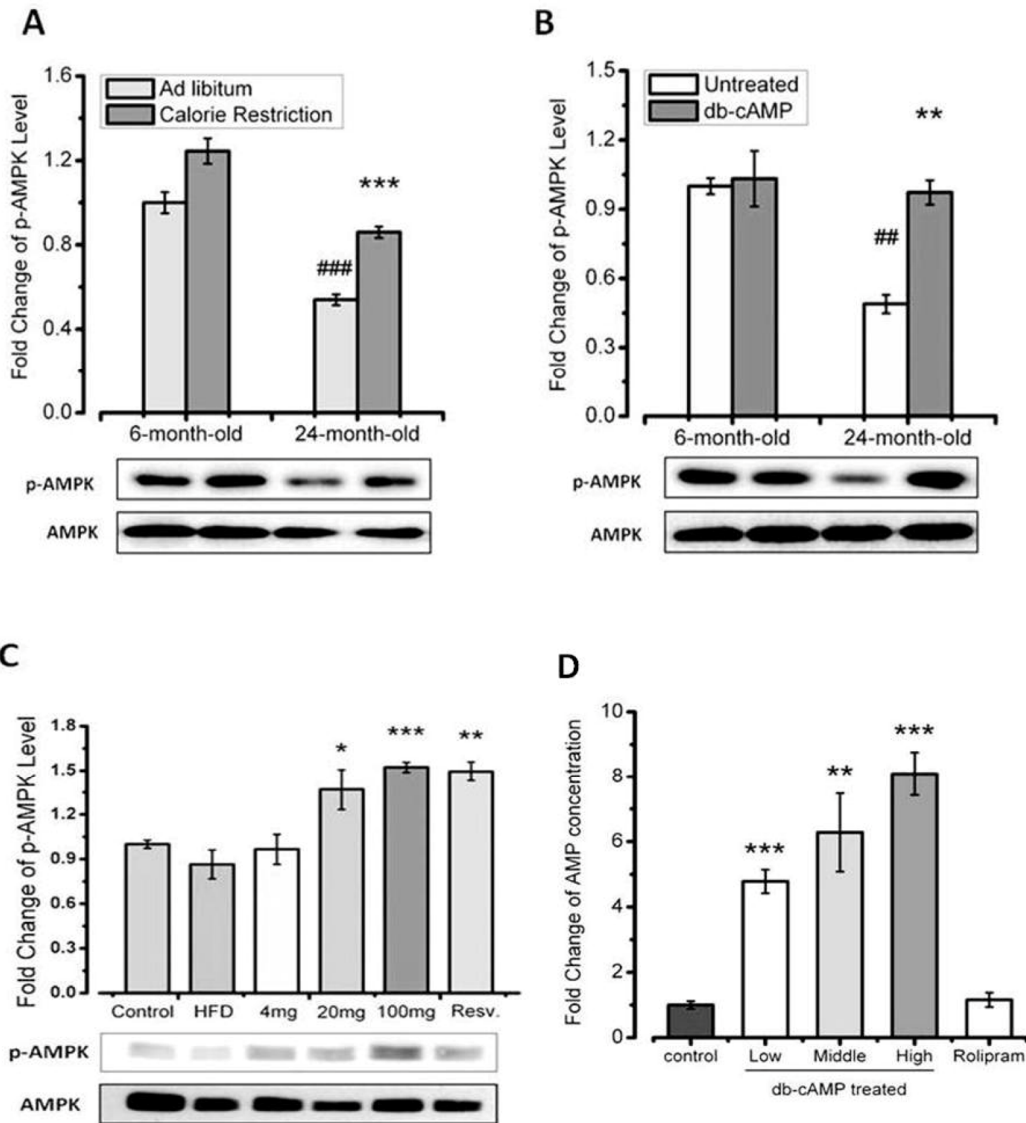 A
Fold Change of p-AMPK Level
1.6
1.2
0.8
0.4
0.0
Ad libitum
Calorie Restriction
***
###
6-month-old 24-month-old
p-AMPK
AMPK
B
Fold Change of p-AMPK Level
1.5
1.2
0.9
0.6
0.3
0.0
Untreated
db-cAMP
**
##
6-month-old 24-month-old
p-AMPK
AMPK
C
Fold Change of p-AMPK Level
1.8
1.5
1.2
0.9
0.6
0.3
0.0
* *** **
Control HFD 4mg 20mg 100mg Resv.
p-AMPK
AMPK
D
Fold Change of AMP concentration
10
8
6
4
2
0
***
**
***
control Low Middle High Rolipram
db-cAMP treated